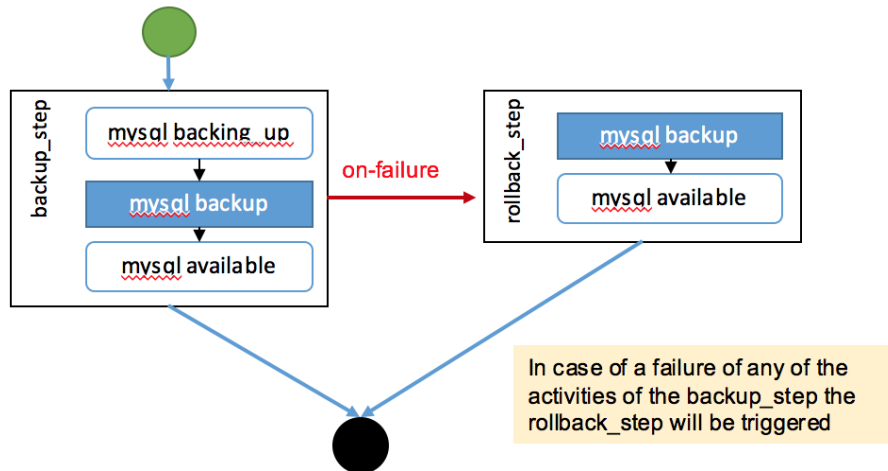 backup_step
mysql backing_up
mysql backup
mysql available
on-failure
rollback_step
mysql backup
mysql available
In case of a failure of any of the
activities of the backup_step the
rollback_step will be triggered